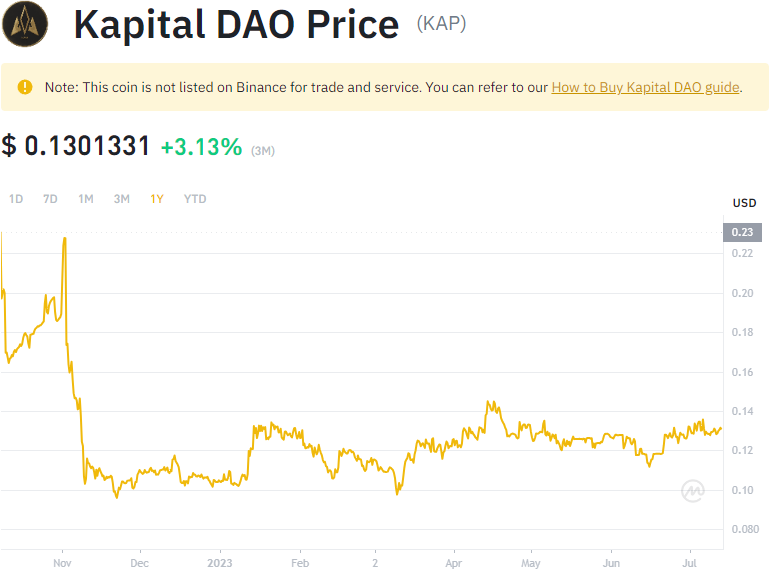 Kapital DAO Price (KAP)
Note: This coin is not listed on Binance for trade and service. You can refer to our How to Buy Kapital DAO guide.
$ 0.1301331 +3.13% (3M)
1D 7D 1M 3M 1Y YTD
USD
0.23
0.22
0.20
0.18
0.16
0.14
0.12
0.10
0.080
Nov Dec 2023 Feb 2 Apr May Jun Jul